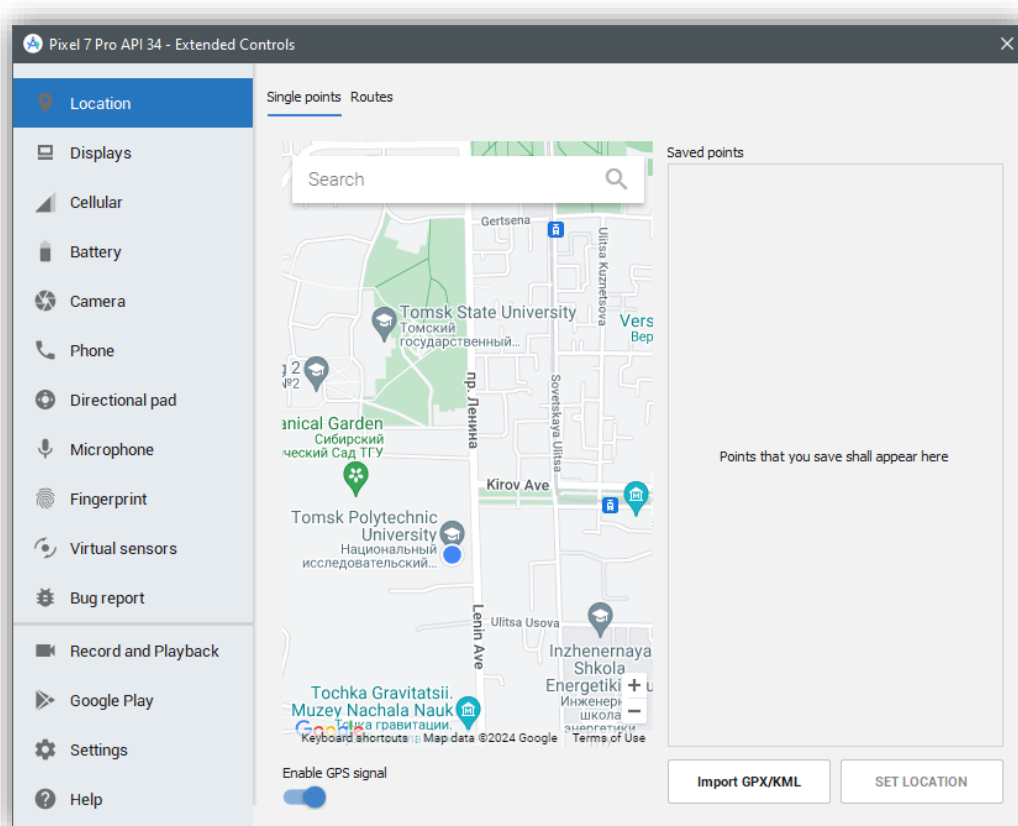 Pixel 7 Pro API 34 - Extended Controls
Location
Displays
Cellular
Battery
Camera
Phone
Directional pad
Microphone
Fingerprint
Virtual sensors
Bug report
Record and Playback
Google Play
Settings
Help
Single points Routes
Search
Gertsena
Ulitsa Kuznetsova
Tomsk State University
Томский
государственный...
Vers
Вер
g 2
№2
пр. Ленина
Sovetskaya Ulitsa
anical Garden
Сибирский
ческий Сад ТГУ
Kirov Ave
Tomsk Polytechnic
University
Национальный
исследовательский...
Lenin Ave
Ulitsa Usova
Inzhenernaya
Shkola
Energetiki
u
Инженерн
школа
энергетики
Tochka Gravitatsii.
Muzey Nachala Nauk
Точка гравитации.
Google
Keyboard shortcuts
Map data ©2024 Google
Terms of Use
+
−
Enable GPS signal
Saved points
Points that you save shall appear here
Import GPX/KML
SET LOCATION